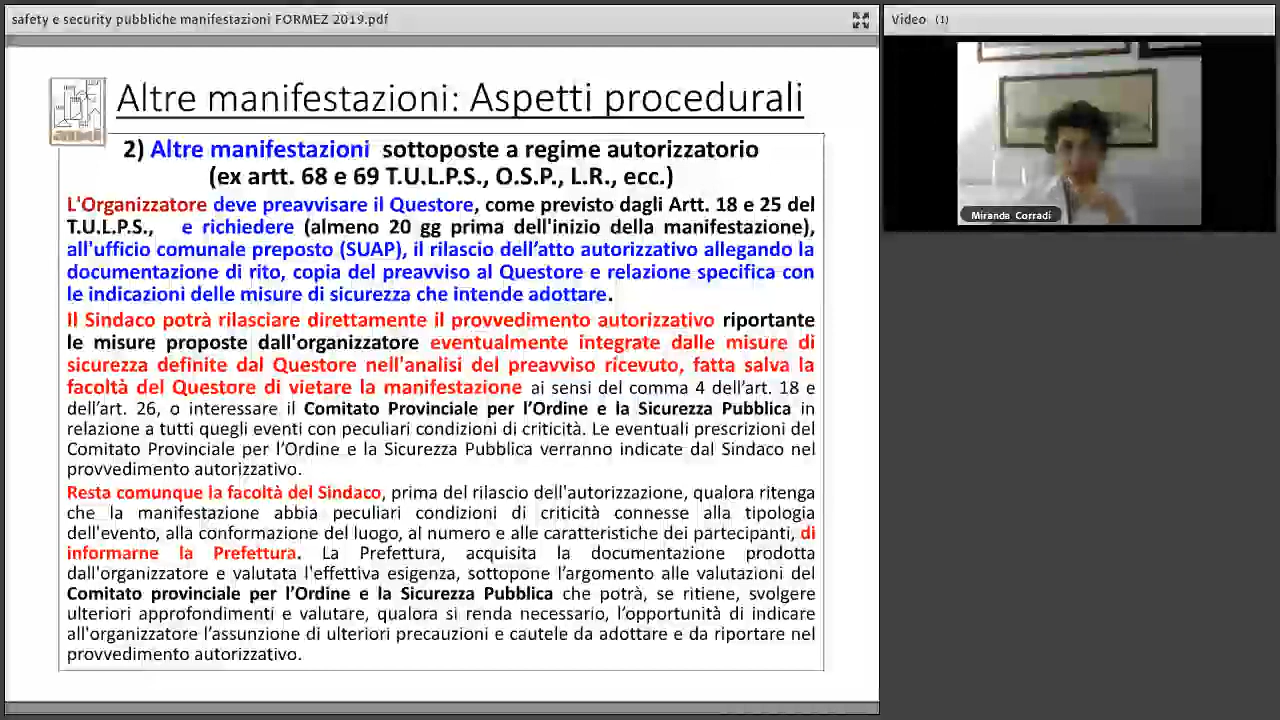 safety e security pubbliche manifestazioni FORMEZ 2019.pdf
Video (1)
Altre manifestazioni: Aspetti procedurali
2) Altre manifestazioni sottoposte a regime autorizzatorio
(ex artt. 68 e 69 T.U.L.P.S., O.S.P., L.R., ecc.)
L'Organizzatore deve preavvisare il Questore, come previsto dagli Artt. 18 e 25 del
T.U.L.P.S., e richiedere (almeno 20 gg prima dell'inizio della manifestazione),
all'ufficio comunale preposto (SUAP), il rilascio dell’atto autorizzativo allegando la
documentazione di rito, copia del preavviso al Questore e relazione specifica con
le indicazioni delle misure di sicurezza che intende adottare.
Il Sindaco potrà rilasciare direttamente il provvedimento autorizzativo riportante
le misure proposte dall'organizzatore eventualmente integrate dalle misure di
sicurezza definite dal Questore nell'analisi del preavviso ricevuto, fatta salva la
facoltà del Questore di vietare la manifestazione ai sensi del comma 4 dell’art. 18 e
dell’art. 26, o interessare il Comitato Provinciale per l’Ordine e la Sicurezza Pubblica in
relazione a tutti quegli eventi con peculiari condizioni di criticità. Le eventuali prescrizioni del
Comitato Provinciale per l’Ordine e la Sicurezza Pubblica verranno indicate dal Sindaco nel
provvedimento autorizzativo.
Resta comunque la facoltà del Sindaco, prima del rilascio dell'autorizzazione, qualora ritenga
che la manifestazione abbia peculiari condizioni di criticità connesse alla tipologia
dell'evento, alla conformazione del luogo, al numero e alle caratteristiche dei partecipanti, di
informarne la Prefettura. La Prefettura, acquisita la documentazione prodotta
dall'organizzatore e valutata l'effettiva esigenza, sottopone l’argomento alle valutazioni del
Comitato provinciale per l’Ordine e la Sicurezza Pubblica che potrà, se ritiene, svolgere
ulteriori approfondimenti e valutare, qualora si renda necessario, l’opportunità di indicare
all'organizzatore l’assunzione di ulteriori precauzioni e cautele da adottare e da riportare nel
provvedimento autorizzativo.
Miranda Corradi